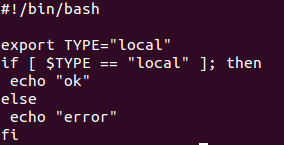 #!/bin/bash

export TYPE="local"
if [ $TYPE == "local" ]; then
 echo "ok"
else
 echo "error"
fi